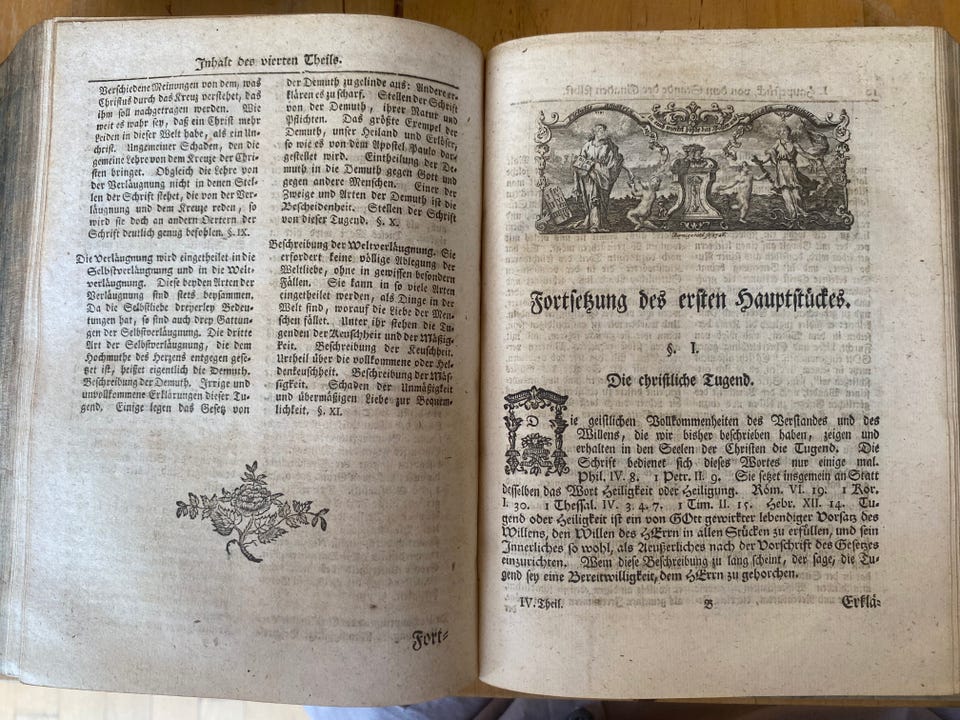 Inhalt des vierten Theils.
Verschiedene Meinungen von dem, was
Christus durch das Kreuz verstehet, das
ihm soll nachgetragen werden. Wie
weit es wahr sey, daß ein Christ mehr
Leiden in dieser Welt habe, als ein Un-
christ. Ungemeiner Schaden, den die
gemeine Lehre von dem Kreuze der Chri-
sten bringet. Obgleich die Lehre von
der Verläugnung nicht in denen Stel-
len der Schrift stehet, die von der Ver-
läugnung und dem Kreuze reden, so
wird sie doch an andern Oertern der
Schrift deutlich genug befohlen. §. IX.
Die Verläugnung wird eingetheilet in die
Selbstverläugnung und in die Welt-
verläugnung. Diese beyden Arten der
Verläugnung sind stets beysammen.
Da die Selbstliebe dreyerley Bedeu-
tungen hat, so sind auch drey Gattun-
gen der Selbstverläugnung. Die dritte
Art der Selbstverläugnung, die dem
Hochmuthe des Herzens entgegen gese-
tzet ist, heißet eigentlich die Demuth.
Beschreibung der Demuth. Irrige und
unvollkommene Erklärungen dieser Tu-
gend. Einige legen das Gesetz von
der Demuth zu gelinde aus: Andere er-
klären es zu scharf. Stellen der Schrift
von der Demuth, ihrer Natur und
Pflichten. Das größte Exempel der
Demuth, unser Heiland und Erlöser,
so wie es von dem Apostel Paulo dar-
gestellet wird. Eintheilung der De-
muth in die Demuth gegen Gott und
gegen andere Menschen. Einer der
Zweige und Arten der Demuth ist die
Bescheidenheit. Stellen der Schrift
von dieser Tugend. §. X.
Beschreibung der Weltverläugnung. Sie
erfordert keine völlige Ablegung der
Weltliebe, ohne in gewissen besondern
Fällen. Sie kann in so viele Arten
eingetheilet werden, als Dinge in der
Welt sind, worauf die Liebe der Men-
schen fället. Unter ihr stehen die Tu-
genden der Keuschheit und der Mäßig-
keit. Beschreibung der Keuschheit.
Urtheil über die vollkommene oder Hel-
denkeuschheit. Beschreibung der Mäs-
sigkeit. Schaden der Unmäßigkeit
und übermäßigen Liebe zur Bequem-
lichkeit. §. XI.
Fort-
Fortsetzung des ersten Hauptstückes.
§. I.
Die christliche Tugend.
Die geistlichen Vollkommenheiten des Verstandes und des
Willens, die wir bisher beschrieben haben, zeigen und
erhalten in den Seelen der Christen die Tugend. Die
Schrift bedienet sich dieses Wortes nur einige mal.
Phil. IV. 8. 1 Petr. II. 9. Sie setzet insgemein an Statt
desselben das Wort Heiligkeit oder Heiligung. Röm. VI. 19. 1 Kor.
I. 30. 1 Thessal. IV. 3. 4. 7. 1 Tim. II. 15. Hebr. XII. 14. Tu-
gend oder Heiligkeit ist ein von GOtt gewirkter lebendiger Vorsatz des
Willens, den Willen des HErrn in allen Stücken zu erfüllen, und sein
Innerliches so wohl, als Aeußerliches nach der Vorschrift des Gesetzes
einzurichten. Wem diese Beschreibung zu lang scheint, der sage, die Tu-
gend sey eine Bereitwilligkeit, dem HErrn zu gehorchen.
IV. Theil. B Erklä-